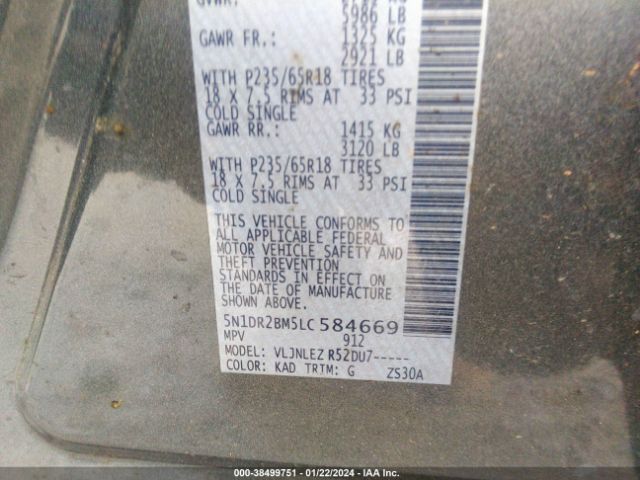 GVWR:
5986 LB
GAWR FR.: 1325 KG
2921 LB
WITH P235/65R18 TIRES
18 X 7.5 RIMS AT 33 PSI
COLD SINGLE
GAWR RR.: 1415 KG
3120 LB
WITH P235/65R18 TIRES
18 X 7.5 RIMS AT 33 PSI
COLD SINGLE
THIS VEHICLE CONFORMS TO
ALL APPLICABLE FEDERAL
MOTOR VEHICLE SAFETY AND
THEFT PREVENTION
STANDARDS IN EFFECT ON
THE DATE OF MANUFACTURE
SHOWN ABOVE.
5N1DR2BM5LC584669
MPV 912
MODEL: VLJNLEZ R52DU7-----
COLOR: KAD TRIM: G ZS30A
000-38499751 - 01/22/2024 - IAA Inc.